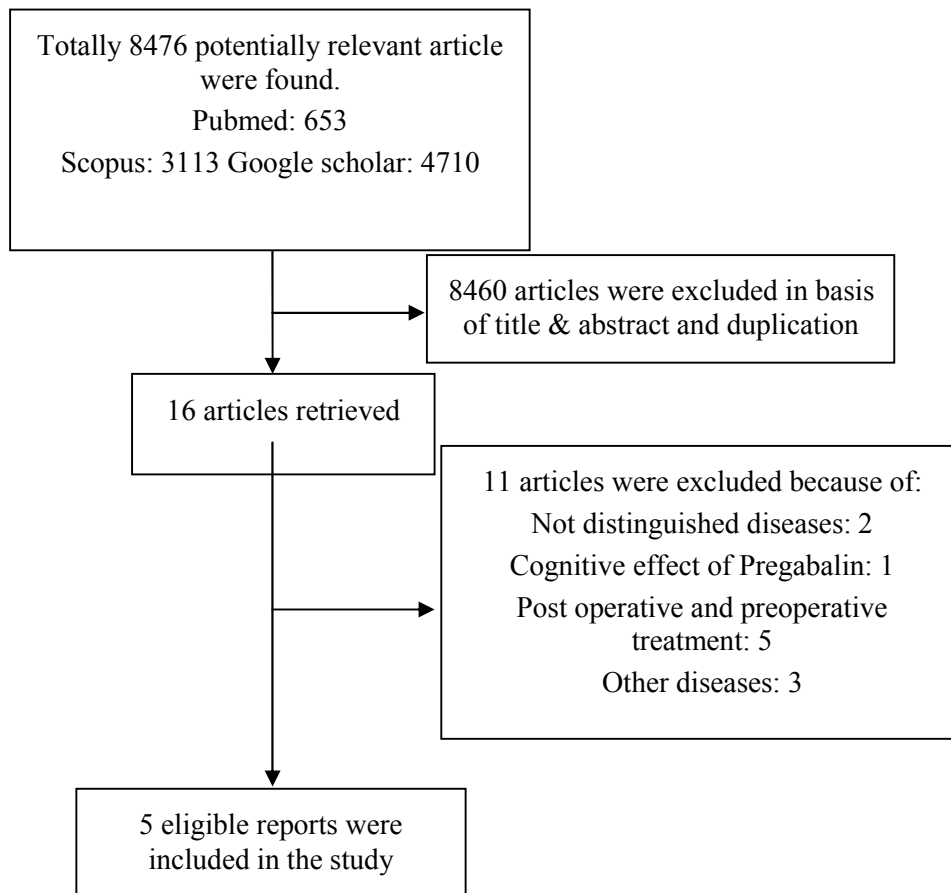 Totally 8476 potentially relevant article
were found.
Pubmed: 653
Scopus: 3113 Google scholar: 4710
8460 articles were excluded in basis
of title & abstract and duplication
16 articles retrieved
11 articles were excluded because of:
Not distinguished diseases: 2
Cognitive effect of Pregabalin: 1
Post operative and preoperative
treatment: 5
Other diseases: 3
5 eligible reports were
included in the study